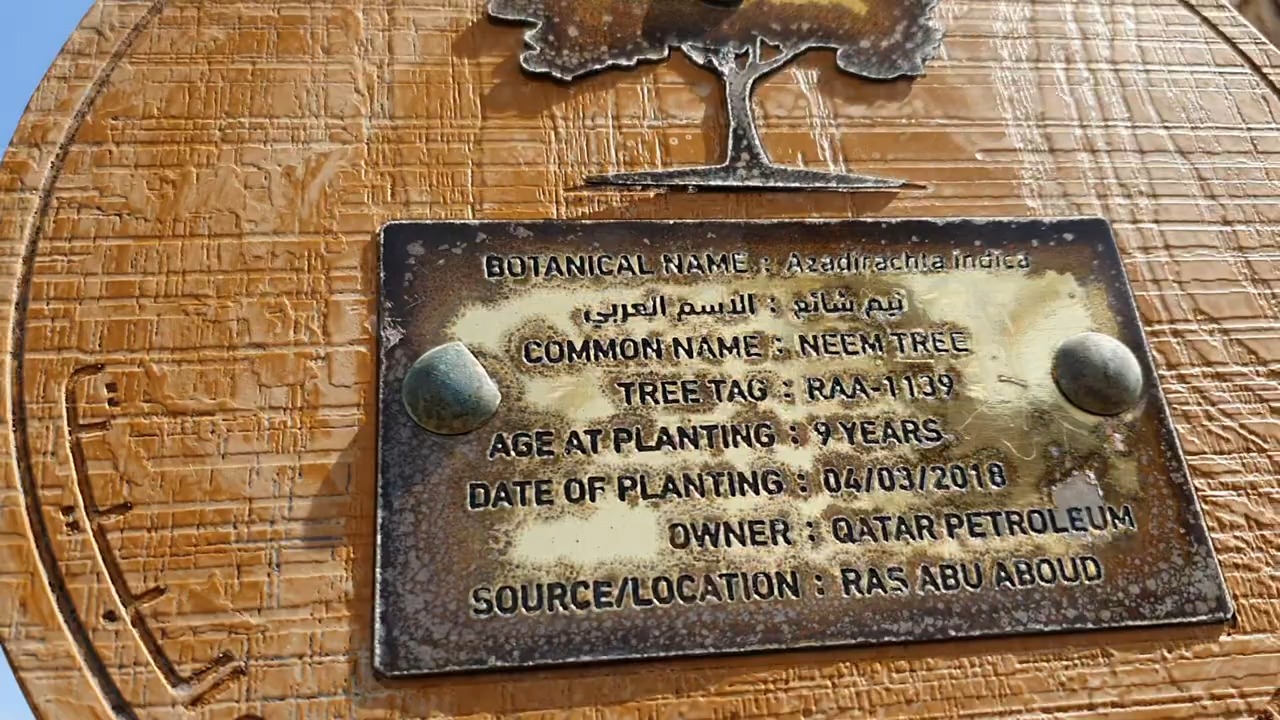 BOTANICAL NAME : Azadirachta indica
الاسم العربي : نيم شائع
COMMON NAME : NEEM TREE
TREE TAG : RAA-1139
AGE AT PLANTING : 9 YEARS
DATE OF PLANTING : 04/03/2018
OWNER : QATAR PETROLEUM
SOURCE/LOCATION : RAS ABU ABOUD